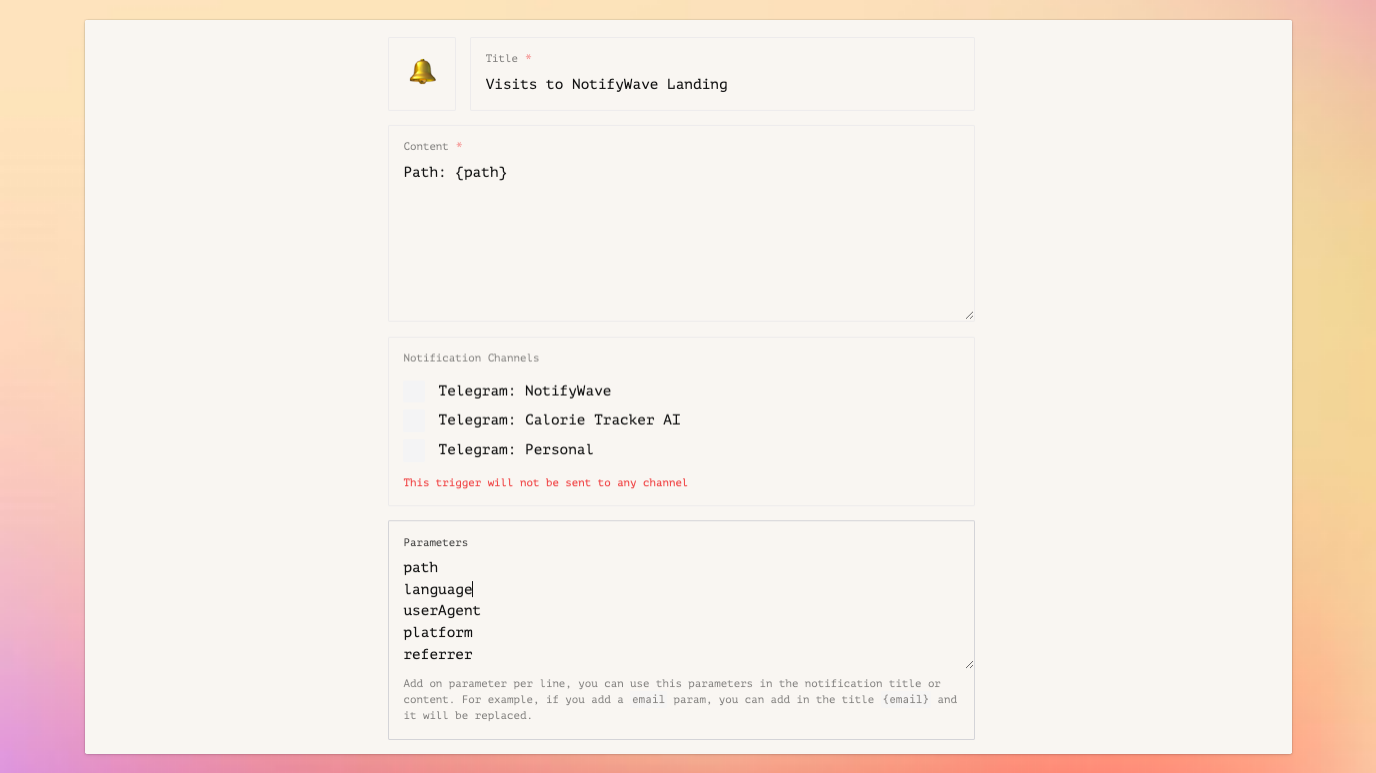 Title *
Visits to NotifyWave Landing
Content *
Path: {path}
Notification Channels
Telegram: NotifyWave
Telegram: Calorie Tracker AI
Telegram: Personal
This trigger will not be sent to any channel
Parameters
path
language
userAgent
platform
referrer
Add on parameter per line, you can use this parameters in the notification title or
content. For example, if you add a email param, you can add in the title {email} and
it will be replaced.